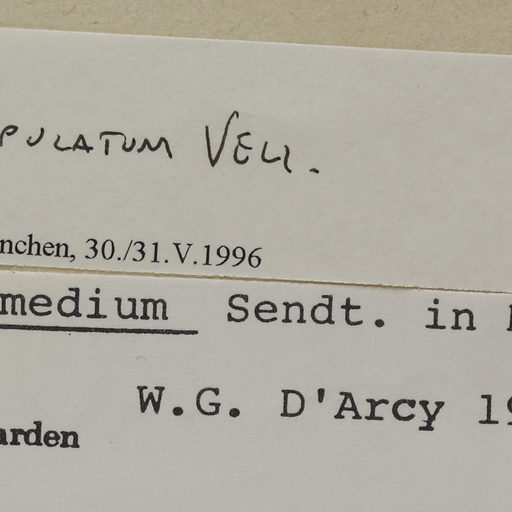 PULATUM VELL.
nchen, 30./31.V.1996
medium Sendt. in
W.G. D'Arcy 19
arden